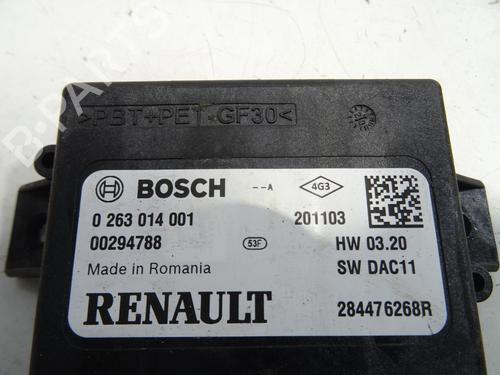 >PBT+PET-GF30<
BOSCH --A 4G3
0 263 014 001 201103
00294788 53F HW 03.20
Made in Romania SW DAC11
RENAULT 284476268R
B-PARTS